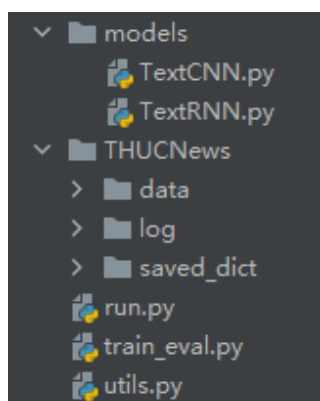 models
TextCNN.py
TextRNN.py
THUCNews
data
log
saved_dict
run.py
train_eval.py
utils.py